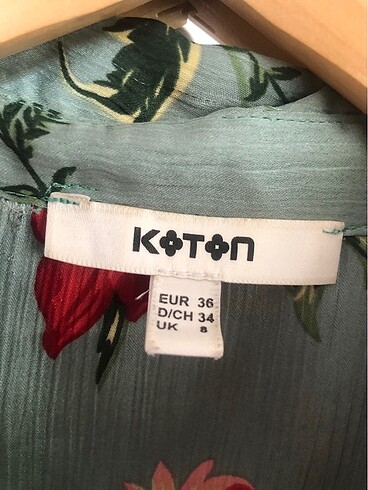 KOTON
EUR 36
D/CH 34
UK 8